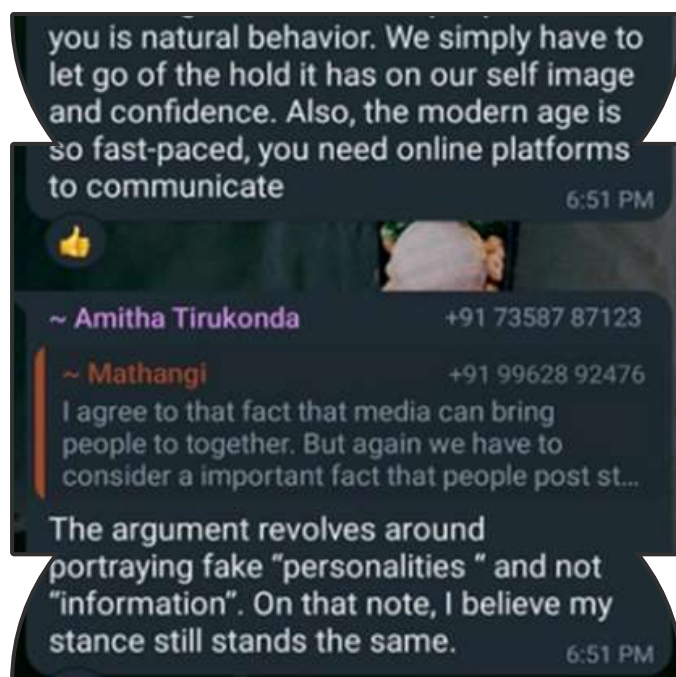 you is natural behavior. We simply have to
let go of the hold it has on our self image
and confidence. Also, the modern age is
so fast-paced, you need online platforms
to communicate
6:51 PM
~ Amitha Tirukonda +91 73587 87123
~ Mathangi +91 99628 92476
I agree to that fact that media can bring
people to together. But again we have to
consider a important fact that people post st...
The argument revolves around
portraying fake “personalities “ and not
“information”. On that note, I believe my
stance still stands the same.
6:51 PM